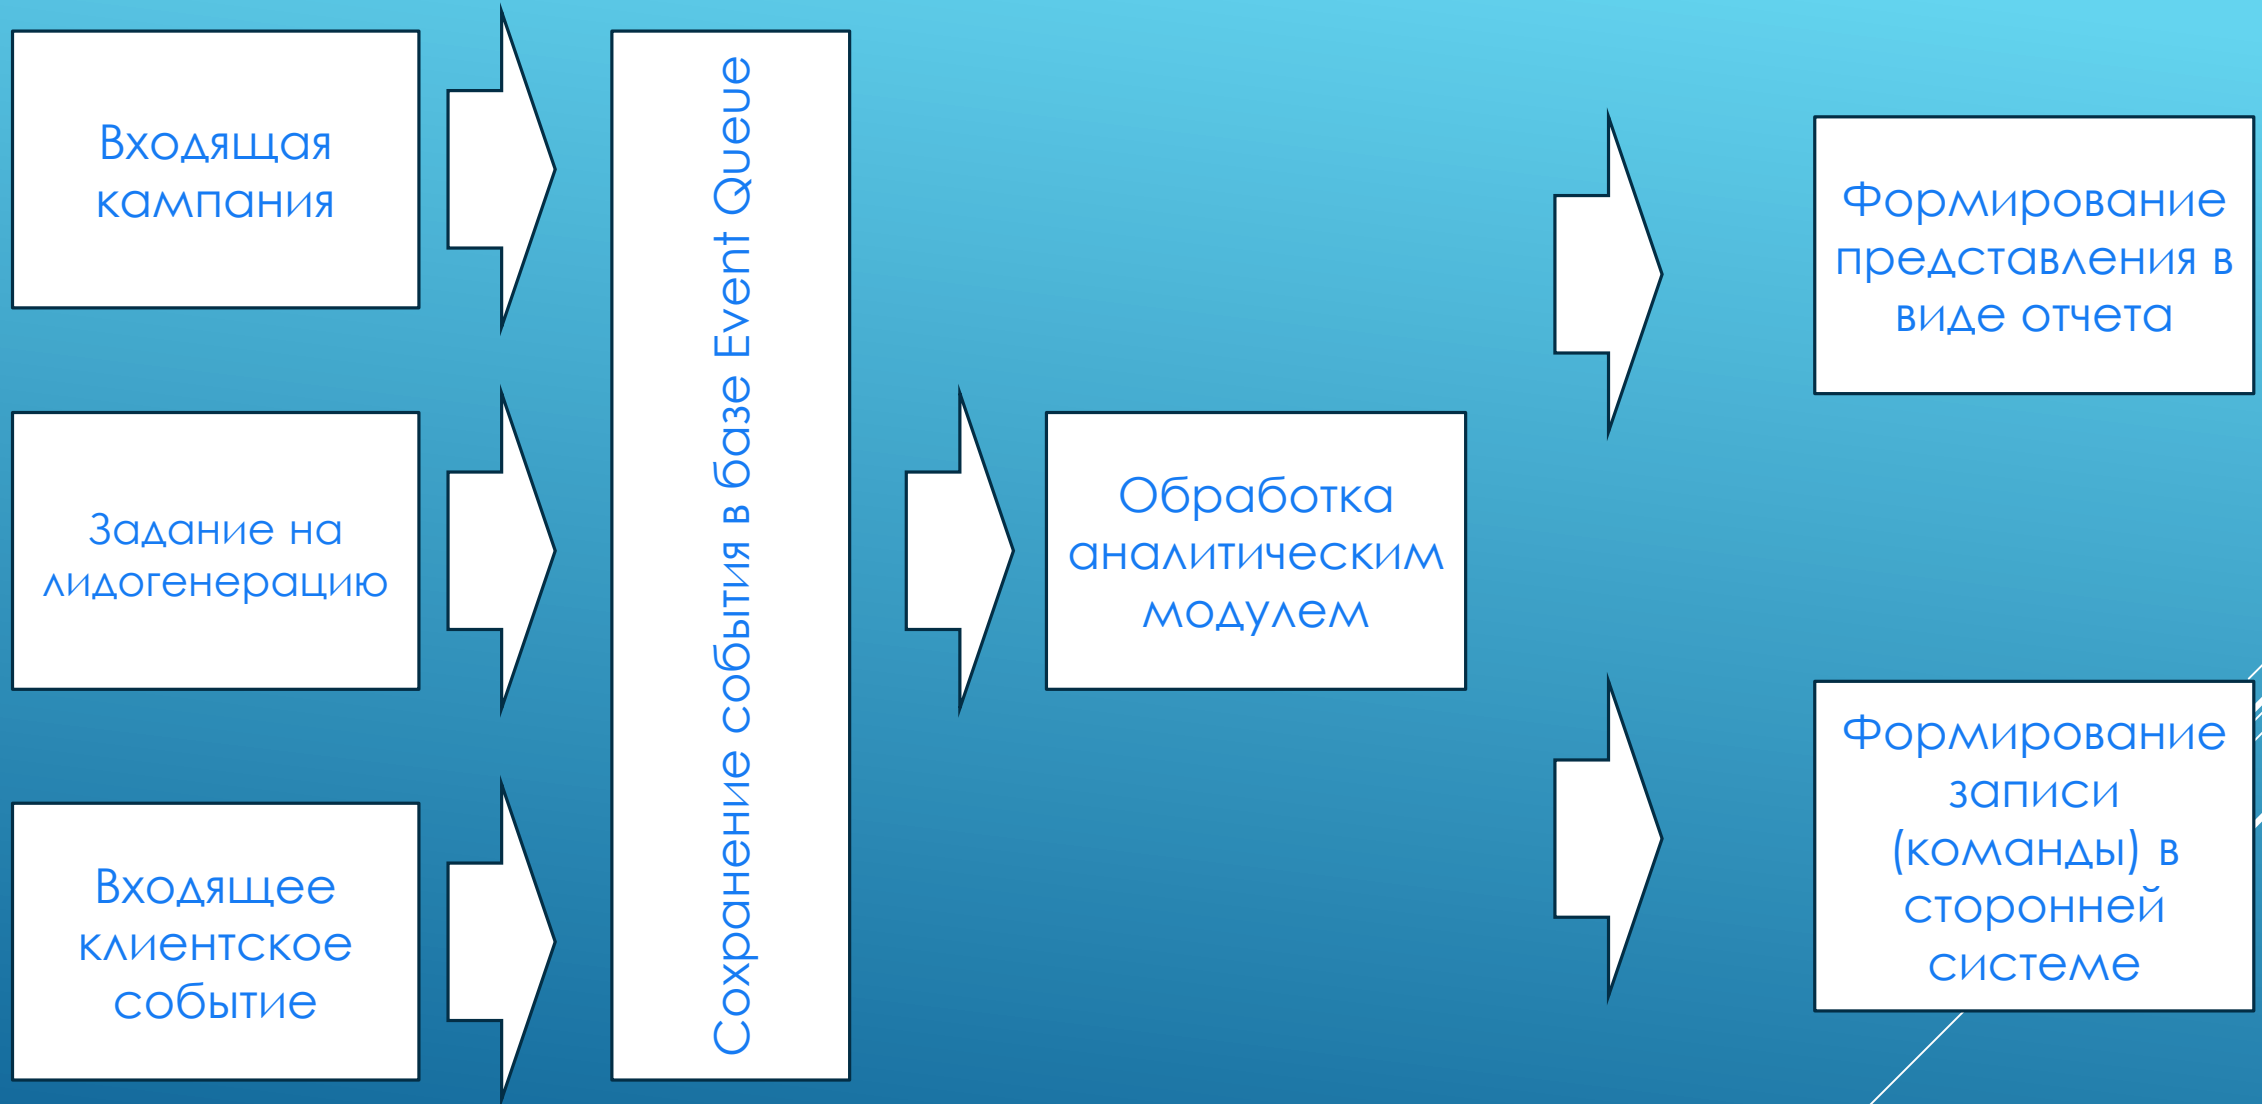 Входящая
кампания
Задание на
лидогенерацию
Входящее
клиентское
событие
Сохранение события в базе Event Queue
Обработка
аналитическим
модулем
Формирование
представления в
виде отчета
Формирование
записи
(команды) в
сторонней
системе